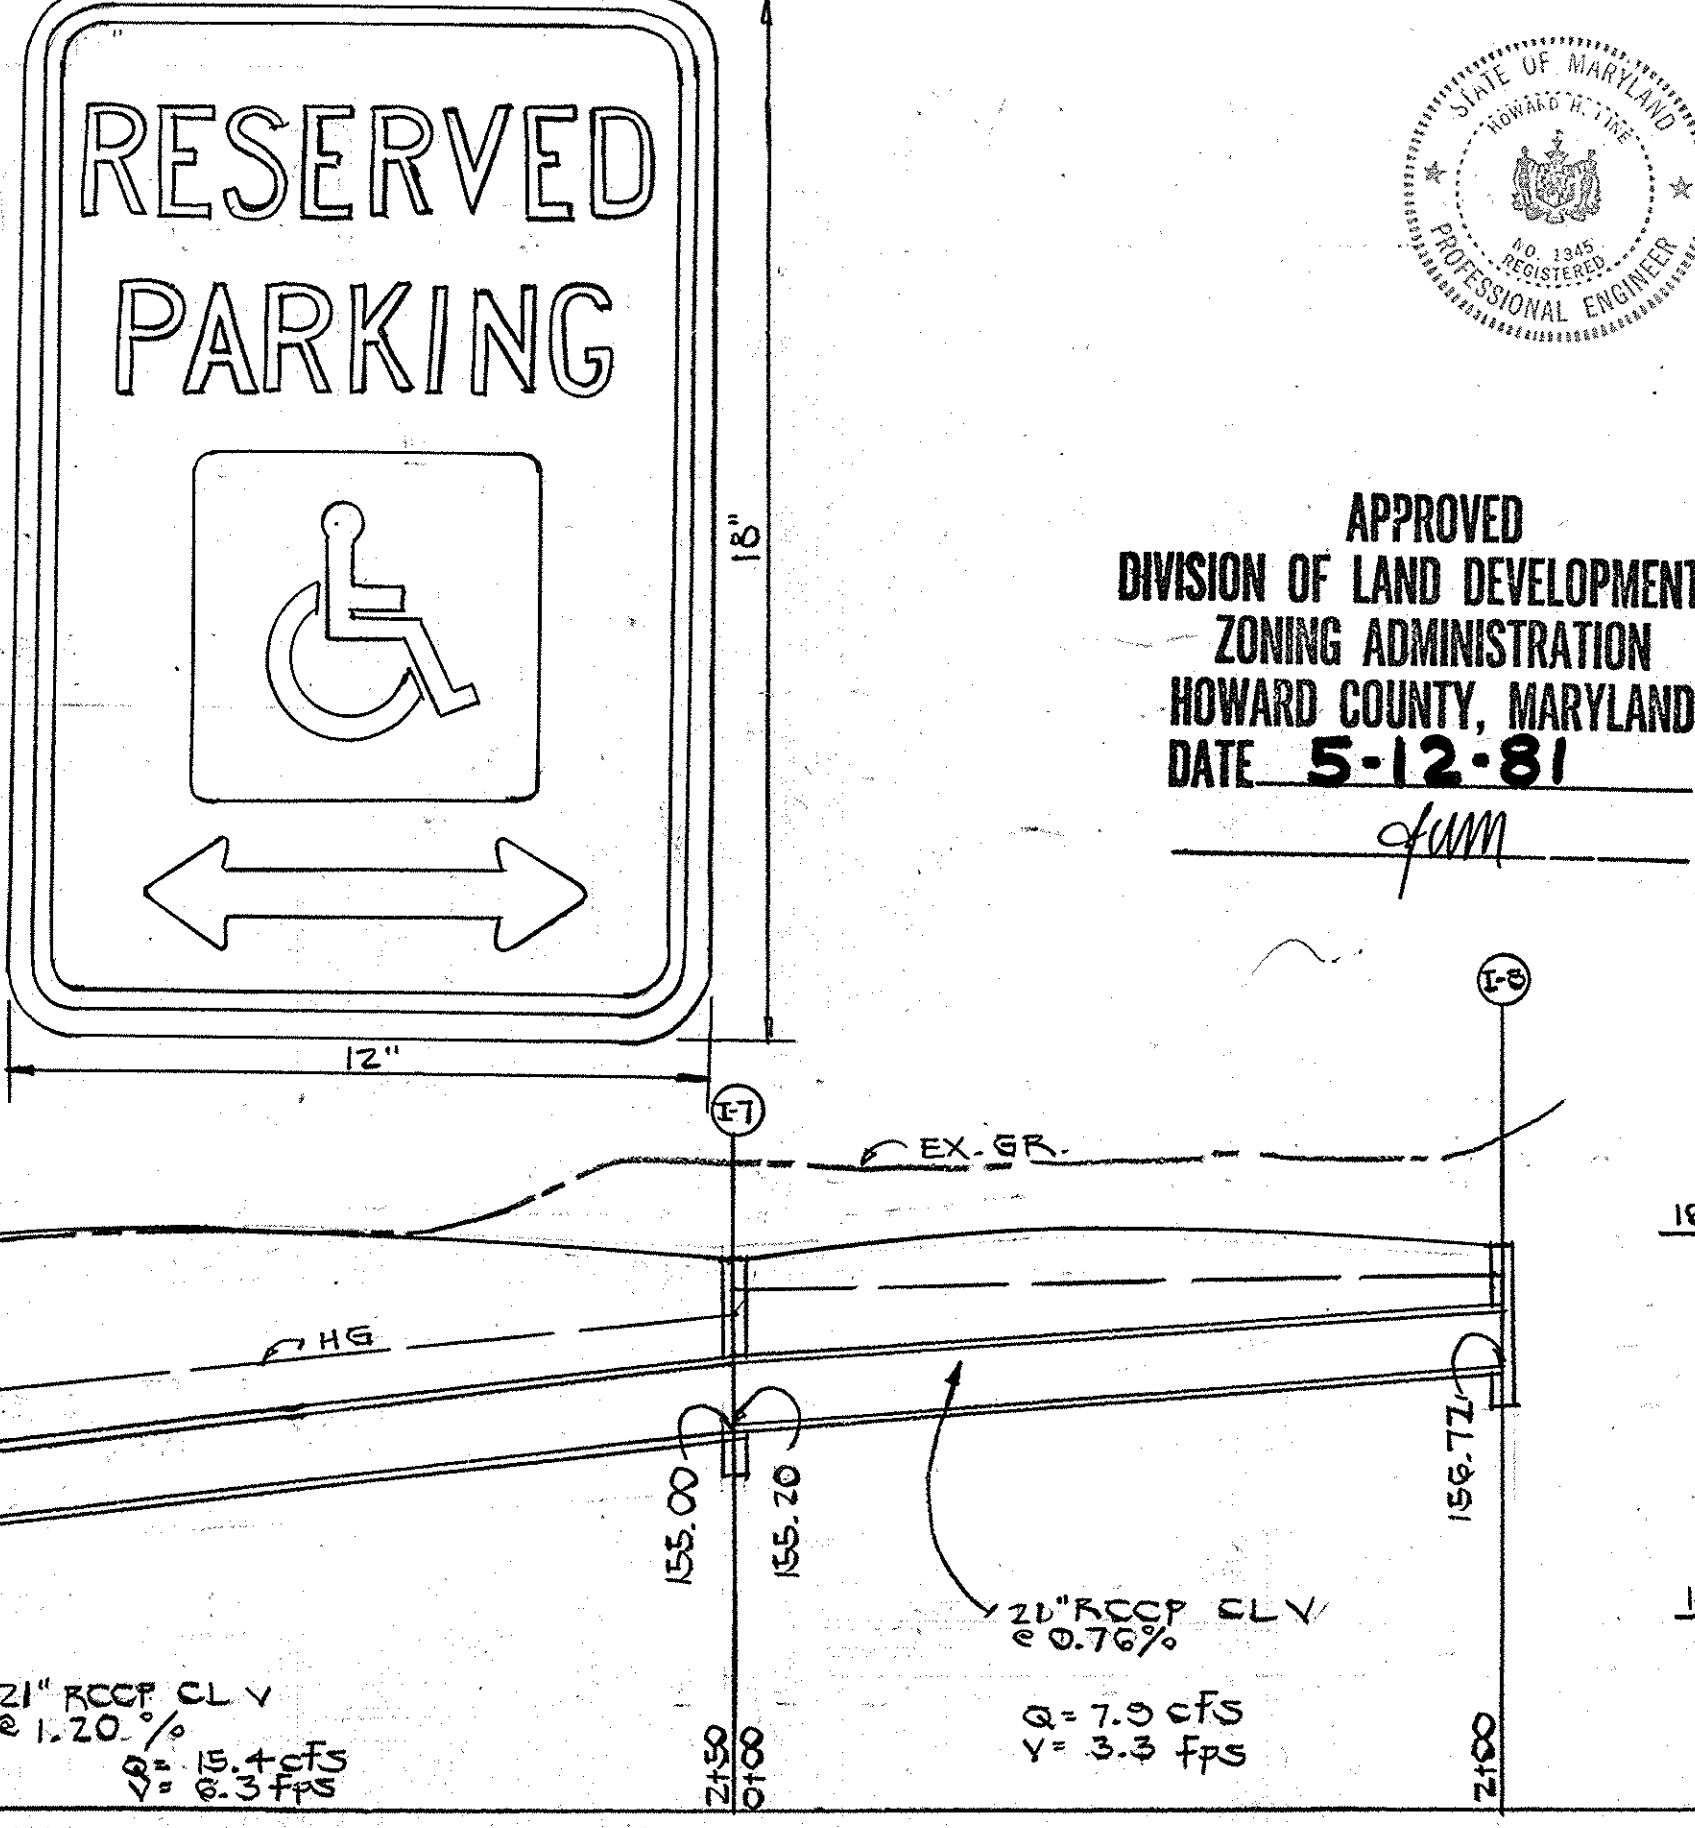 RESERVED
PARKING
18"
12"
STATE OF MARYLAND
HOWARD H.
NO. 1345
REGISTERED
PROFESSIONAL ENGINEER
APPROVED
DIVISION OF LAND DEVELOPMENT
ZONING ADMINISTRATION
HOWARD COUNTY, MARYLAND
DATE 5-12-81
I-8
I-7
EX. GR.
HG
155.00
155.20
156.72
RCCP CL V
@ 0.76%
Q = 7.9 cfs
V = 3.3 fps
21" RCCP CL V
@ 1.20 %
Q = 15.4 cfs
V = 6.3 fps
2+50
0+00
2+00